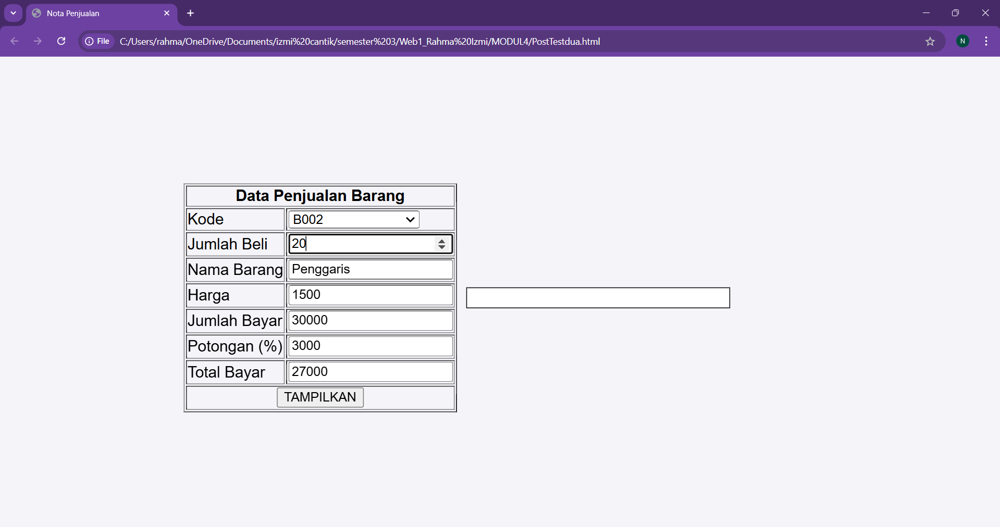 Nota Penjualan
File C:/Users/rahma/OneDrive/Documents/izmi%20cantik/semester%203/Web1_Rahma%20Izmi/MODUL4/PostTestdua.html
N
Data Penjualan Barang
Kode B002
Jumlah Beli 20
Nama Barang Penggaris
Harga 1500
Jumlah Bayar 30000
Potongan (%) 3000
Total Bayar 27000
TAMPILKAN